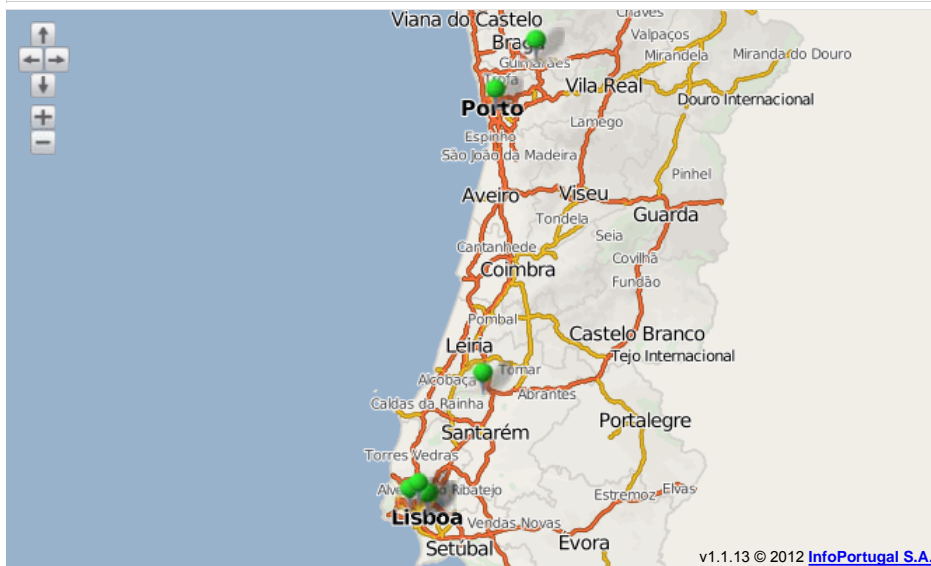 Chaves
Viana do Castelo
Valpaços
Braga
Mirandela
Miranda do Douro
Guimarães
Trofa
Vila Real
Douro Internacional
Porto
Lamego
Espinho
São João da Madeira
Pinhel
Aveiro
Viseu
Guarda
Tondela
Seia
Cantanhede
Covilhã
Coimbra
Fundão
Pombal
Castelo Branco
Leiria
Tejo Internacional
Tomar
Alcobaça
Abrantes
Caldas da Rainha
Portalegre
Santarém
Torres Vedras
Ribatejo
Elvas
Estremoz
Lisboa
Vendas Novas
Évora
Setúbal
v1.1.13 © 2012 InfoPortugal S.A.